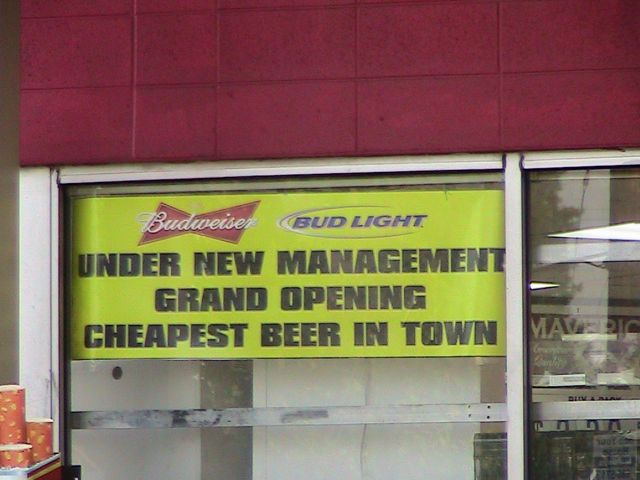 Budweiser BUD LIGHT
UNDER NEW MANAGEMENT
GRAND OPENING
CHEAPEST BEER IN TOWN
MAVERIC